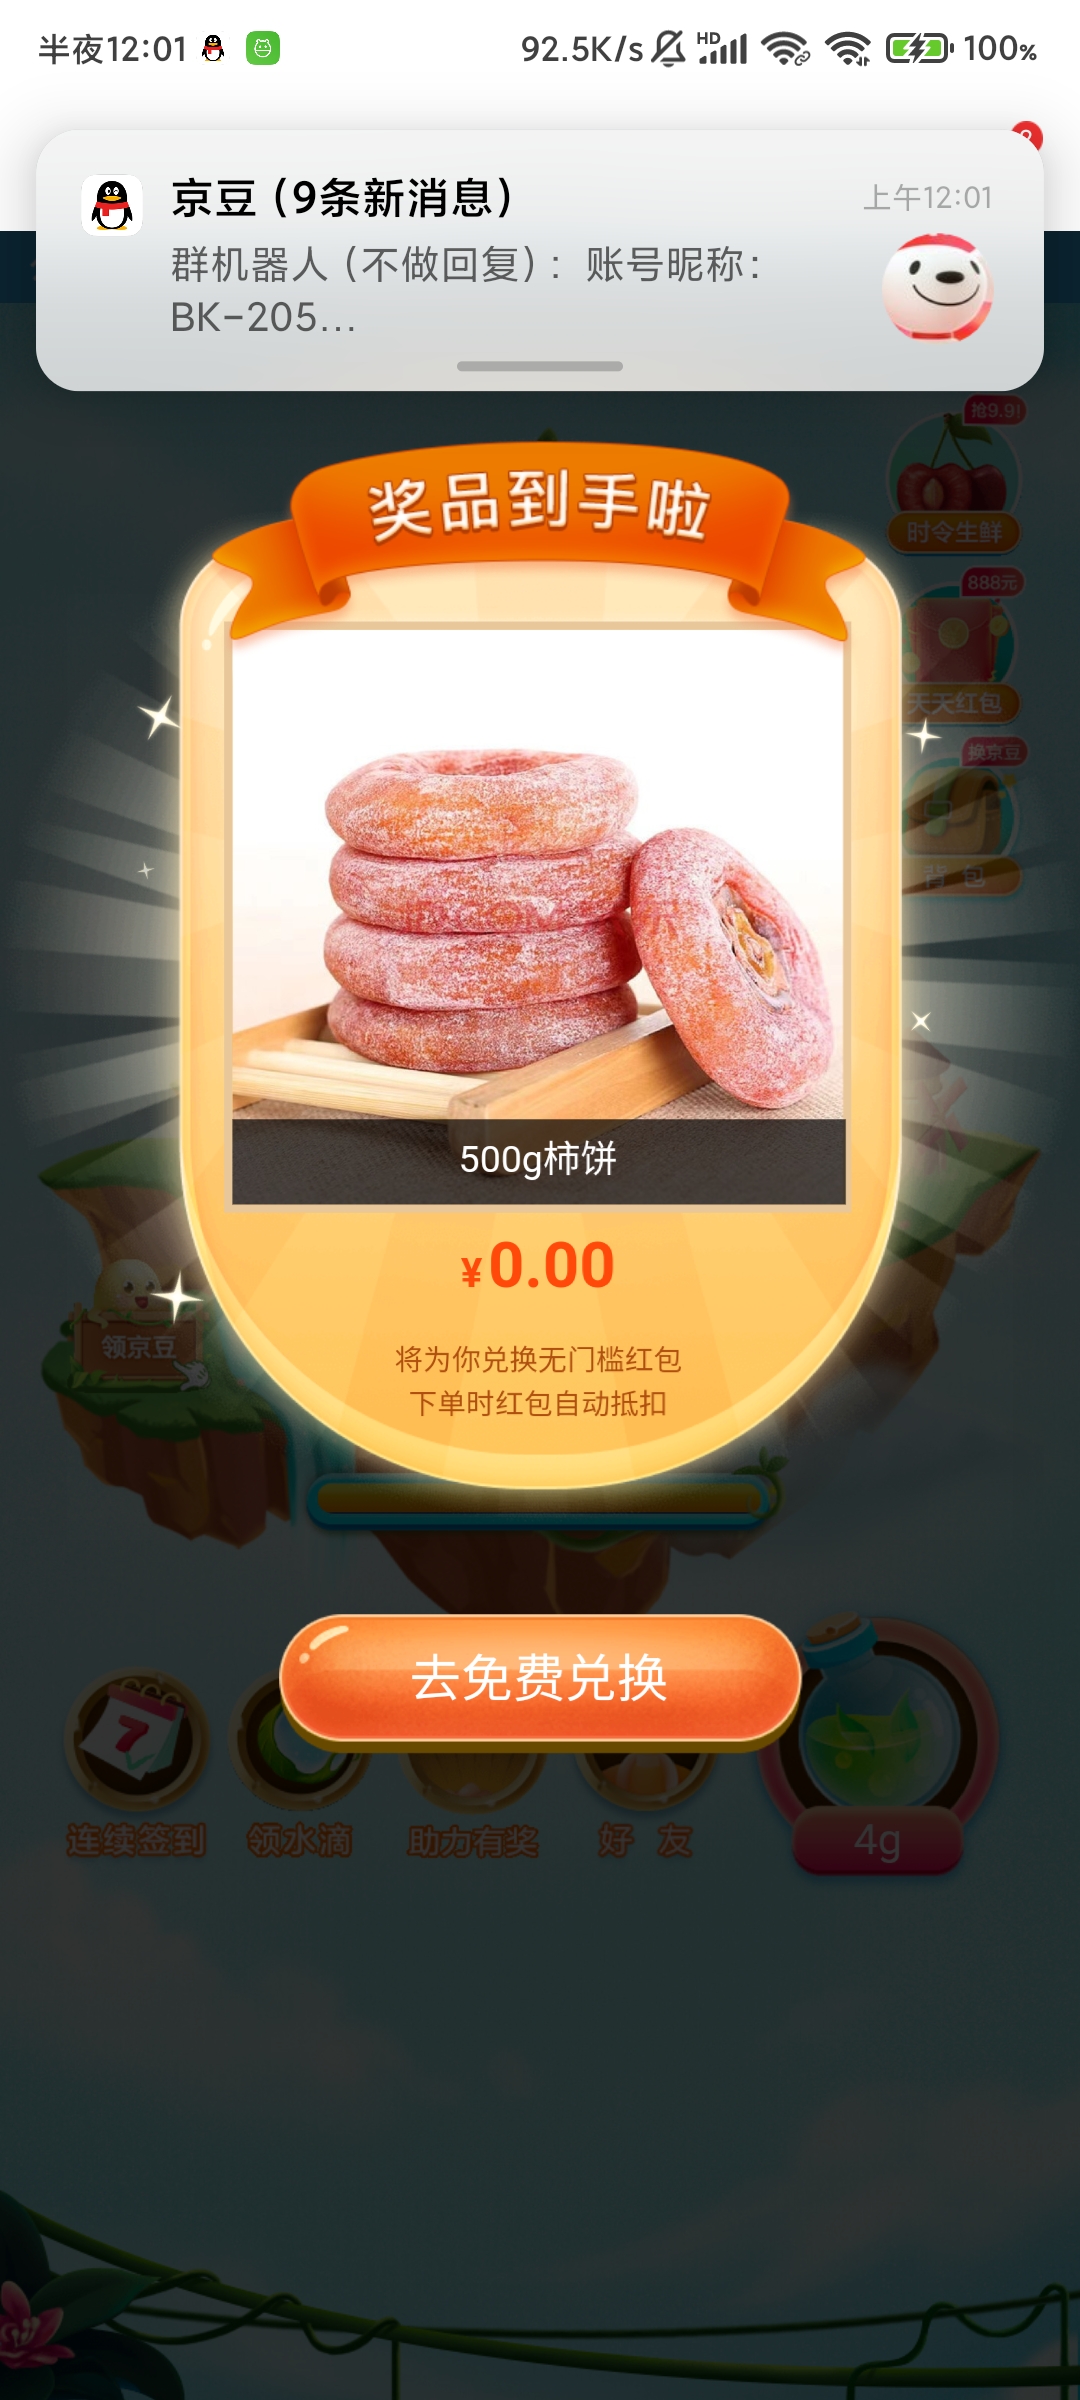 半夜12:01
92.5K/s
HD
100%
京豆（9条新消息）
上午12:01
群机器人（不做回复）：账号昵称：
BK-205...
抢9.9!
时令生鲜
888元
天天红包
换京豆
背 包
奖品到手啦
500g柿饼
¥0.00
将为你兑换无门槛红包
下单时红包自动抵扣
领京豆
去免费兑换
7
连续签到
领水滴
助力有奖
好 友
4g